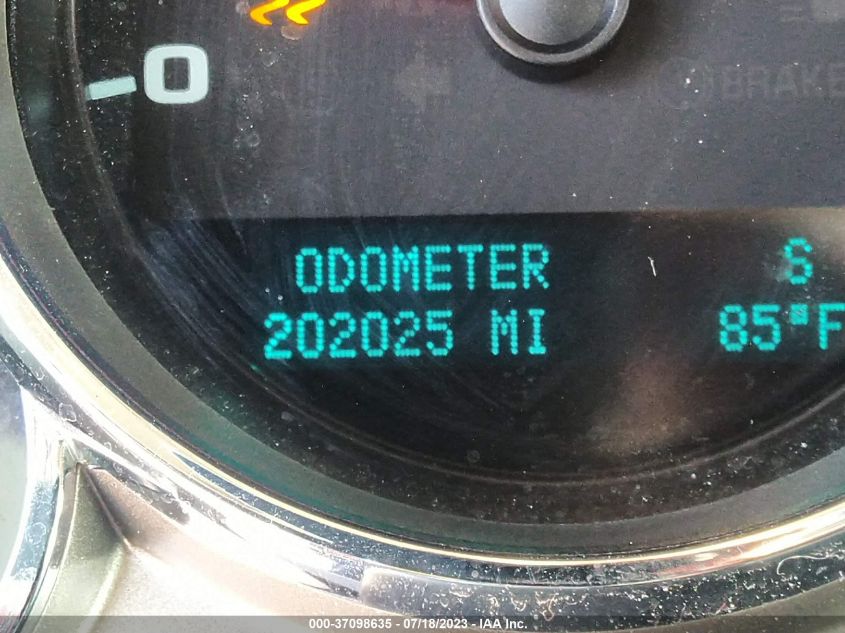 0
BRAKE
ODOMETER S
202025 MI 85°F
000-37098635 - 07/18/2023 - IAA Inc.